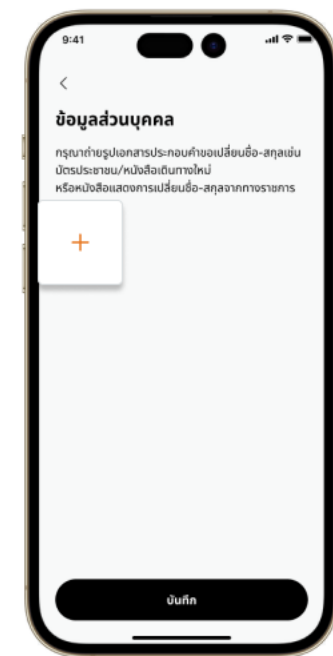 9:41
ข้อมูลส่วนบุคคล
กรุณาถ่ายรูปเอกสารประกอบคำขอเปลี่ยนชื่อ-สกุลเช่น
บัตรประชาชน/หนังสือเดินทางใหม่
หรือหนังสือแสดงการเปลี่ยนชื่อ-สกุลจากทางราชการ
บันทึก